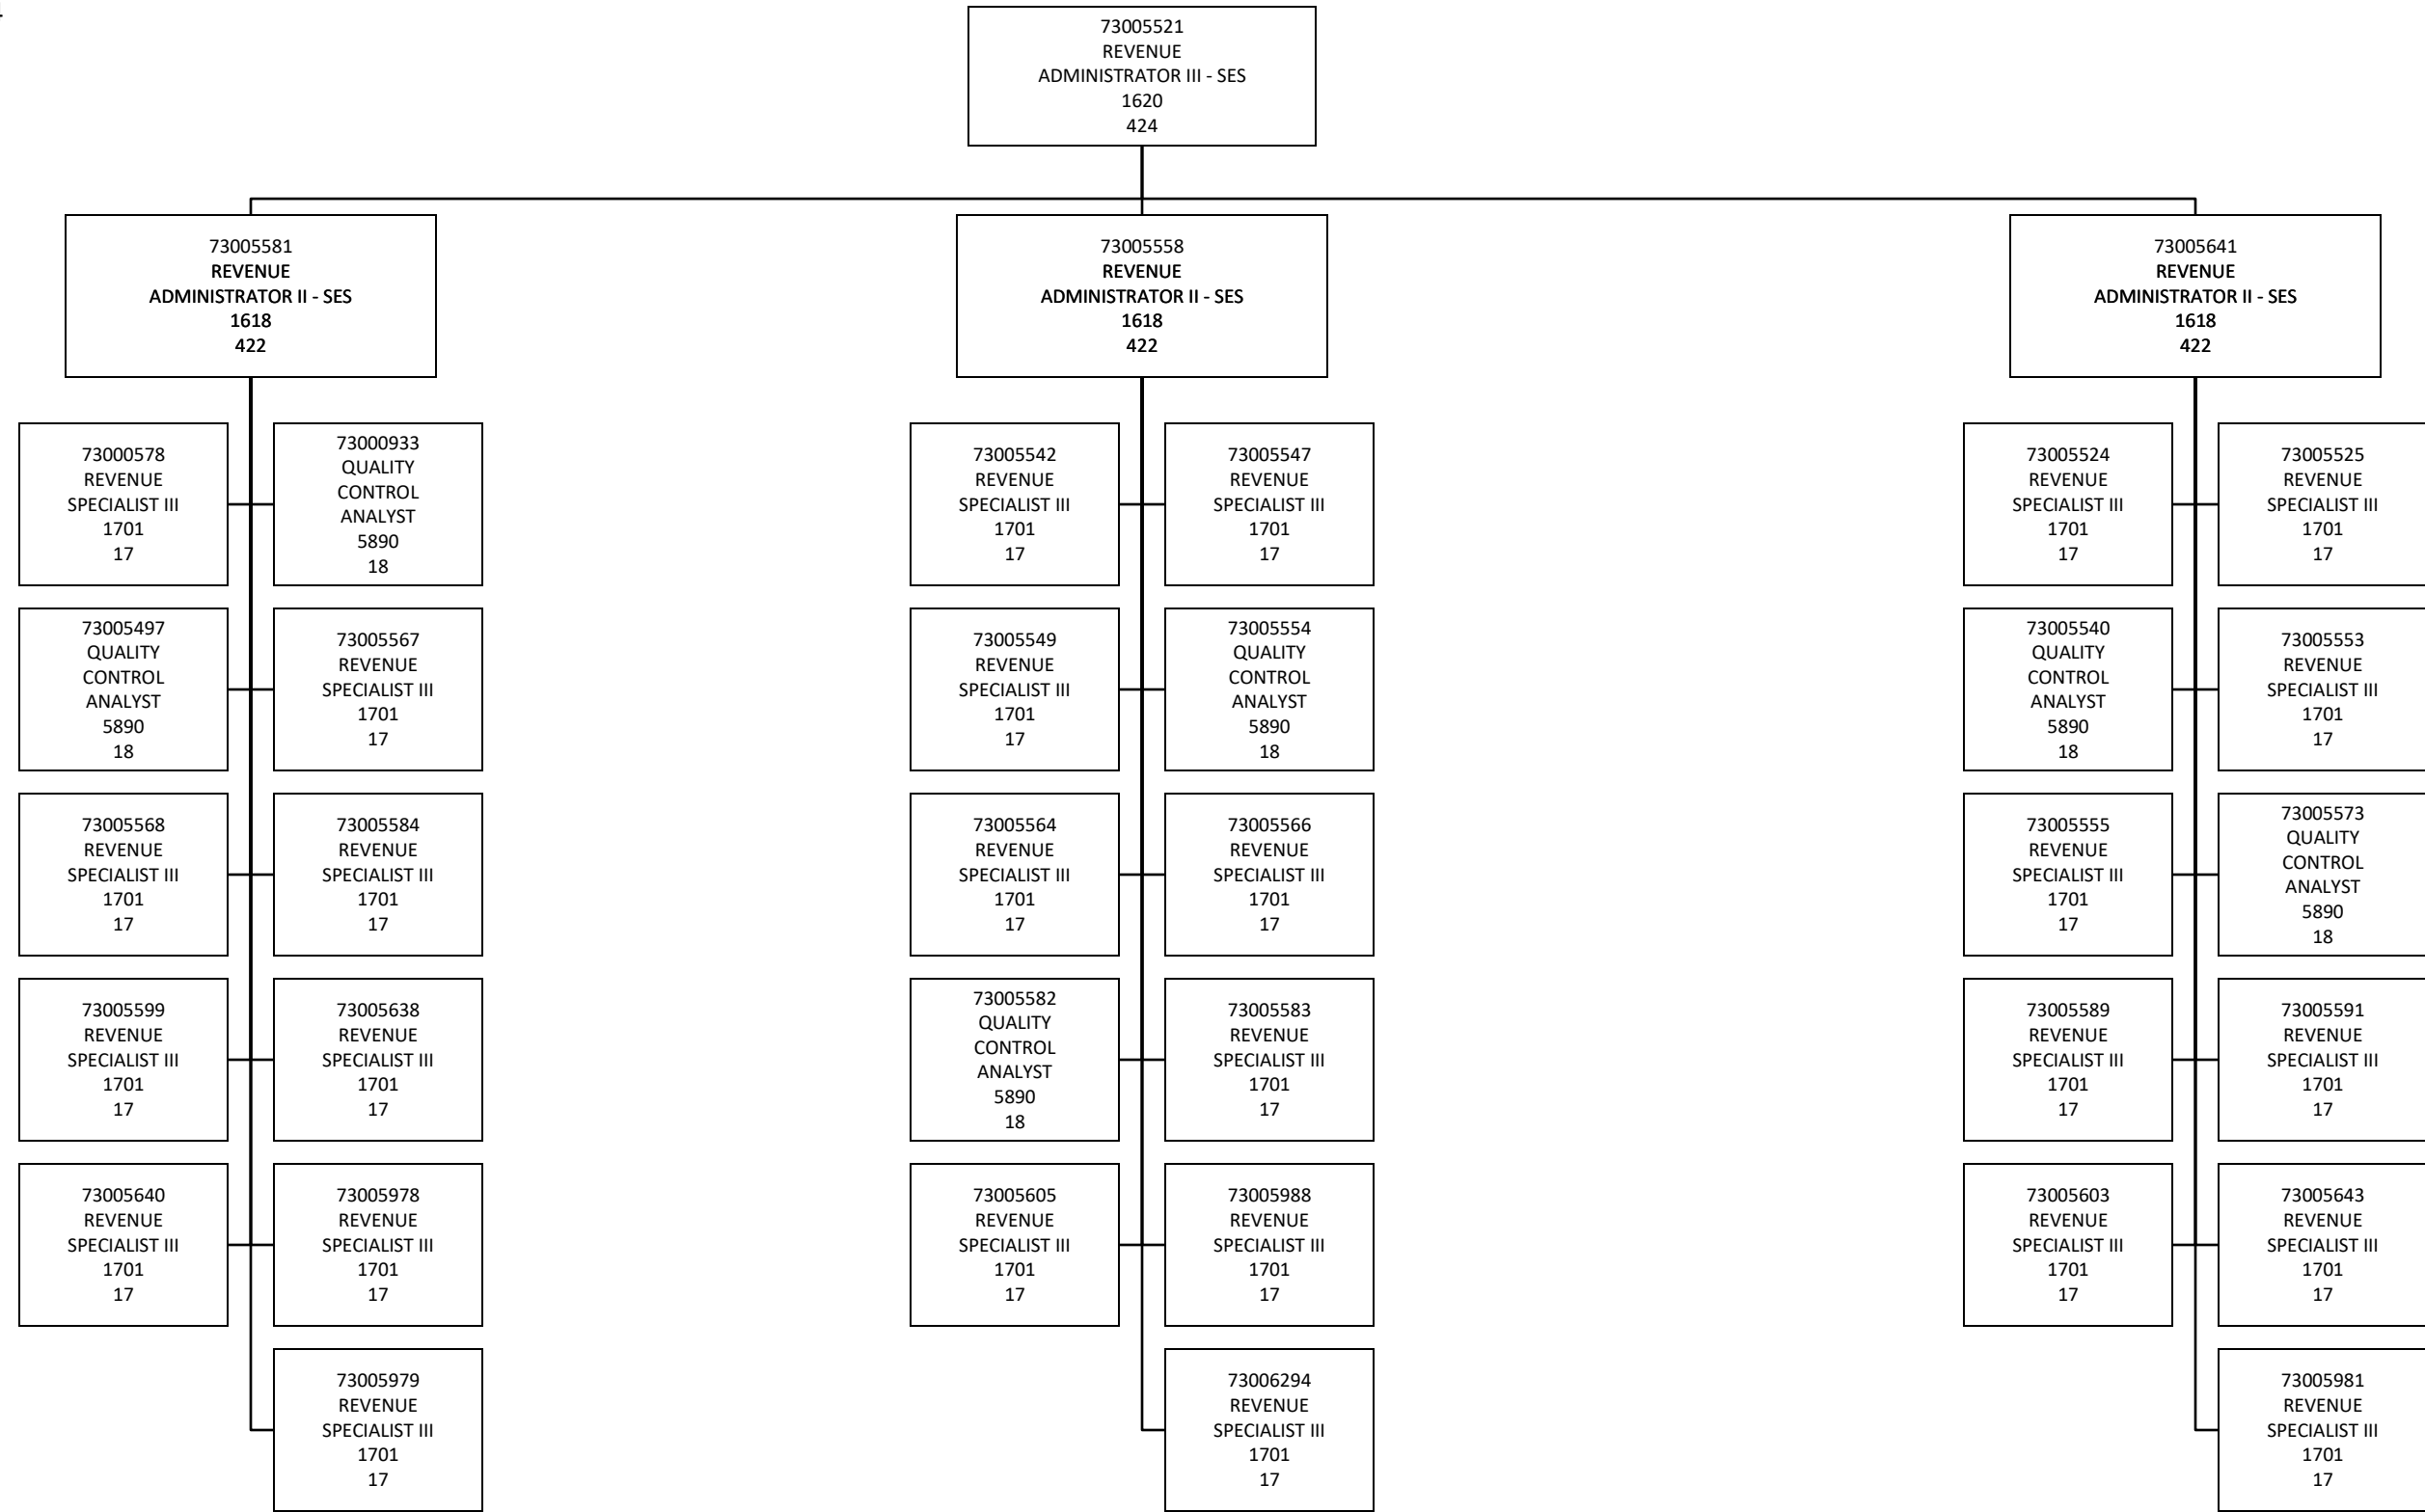 73005521
REVENUE
ADMINISTRATOR III - SES
1620
424
73005581
REVENUE
ADMINISTRATOR II - SES
1618
422
73005558
REVENUE
ADMINISTRATOR II - SES
1618
422
73005641
REVENUE
ADMINISTRATOR II - SES
1618
422
73000578
REVENUE
SPECIALIST III
1701
17
73000933
QUALITY
CONTROL
ANALYST
5890
18
73005497
QUALITY
CONTROL
ANALYST
5890
18
73005567
REVENUE
SPECIALIST III
1701
17
73005568
REVENUE
SPECIALIST III
1701
17
73005584
REVENUE
SPECIALIST III
1701
17
73005599
REVENUE
SPECIALIST III
1701
17
73005638
REVENUE
SPECIALIST III
1701
17
73005640
REVENUE
SPECIALIST III
1701
17
73005978
REVENUE
SPECIALIST III
1701
17
73005979
REVENUE
SPECIALIST III
1701
17
73005542
REVENUE
SPECIALIST III
1701
17
73005547
REVENUE
SPECIALIST III
1701
17
73005549
REVENUE
SPECIALIST III
1701
17
73005554
QUALITY
CONTROL
ANALYST
5890
18
73005564
REVENUE
SPECIALIST III
1701
17
73005566
REVENUE
SPECIALIST III
1701
17
73005582
QUALITY
CONTROL
ANALYST
5890
18
73005583
REVENUE
SPECIALIST III
1701
17
73005605
REVENUE
SPECIALIST III
1701
17
73005988
REVENUE
SPECIALIST III
1701
17
73006294
REVENUE
SPECIALIST III
1701
17
73005524
REVENUE
SPECIALIST III
1701
17
73005525
REVENUE
SPECIALIST III
1701
17
73005540
QUALITY
CONTROL
ANALYST
5890
18
73005553
REVENUE
SPECIALIST III
1701
17
73005555
REVENUE
SPECIALIST III
1701
17
73005573
QUALITY
CONTROL
ANALYST
5890
18
73005589
REVENUE
SPECIALIST III
1701
17
73005591
REVENUE
SPECIALIST III
1701
17
73005603
REVENUE
SPECIALIST III
1701
17
73005643
REVENUE
SPECIALIST III
1701
17
73005981
REVENUE
SPECIALIST III
1701
17